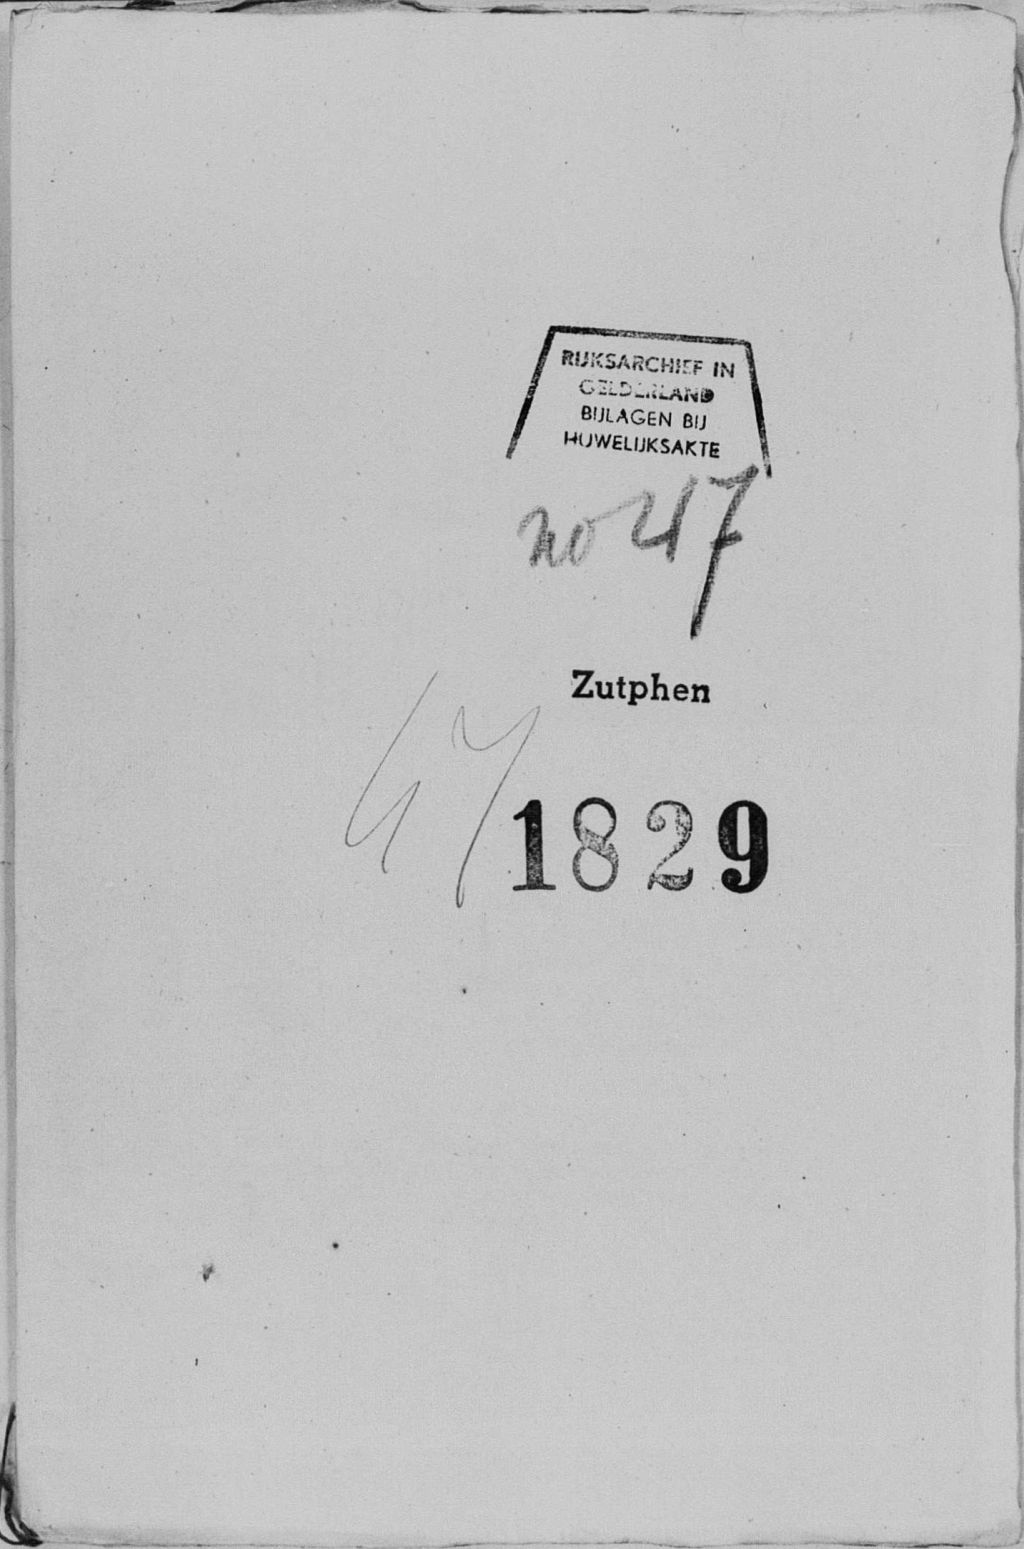 RIJKSARCHIEF IN
GELDERLAND
BIJLAGEN BIJ
HUWELIJKSAKTE
no 47
Zutphen
47
1829